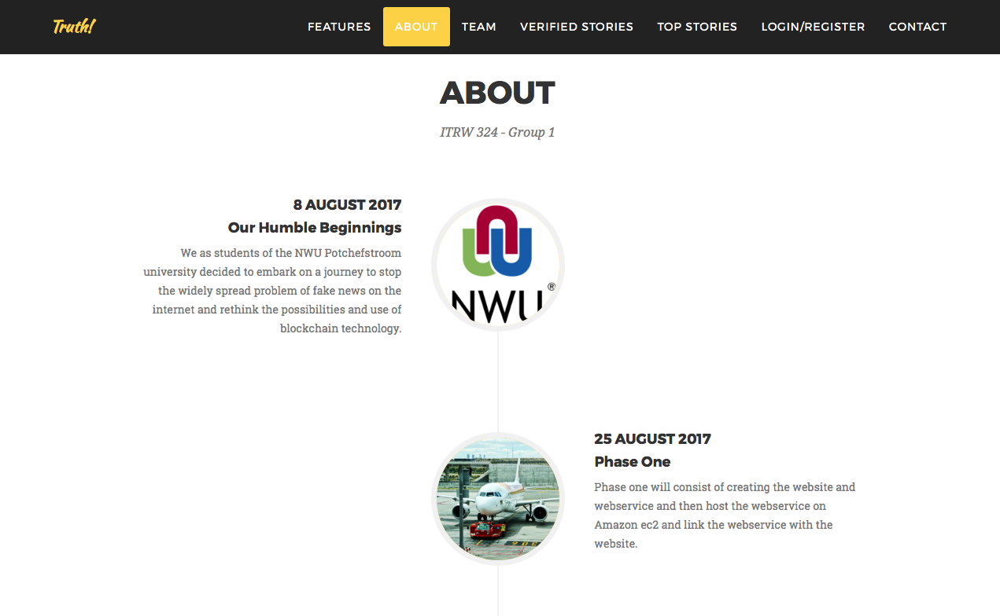 Truth!
FEATURES
ABOUT
TEAM
VERIFIED STORIES
TOP STORIES
LOGIN/REGISTER
CONTACT
ABOUT
ITRW 324 - Group 1
8 AUGUST 2017
Our Humble Beginnings
We as students of the NWU Potchefstroom
university decided to embark on a journey to stop
the widely spread problem of fake news on the
internet and rethink the possibilities and use of
blockchain technology.
NWU
®
25 AUGUST 2017
Phase One
Phase one will consist of creating the website and
webservice and then host the webservice on
Amazon ec2 and link the webservice with the
website.